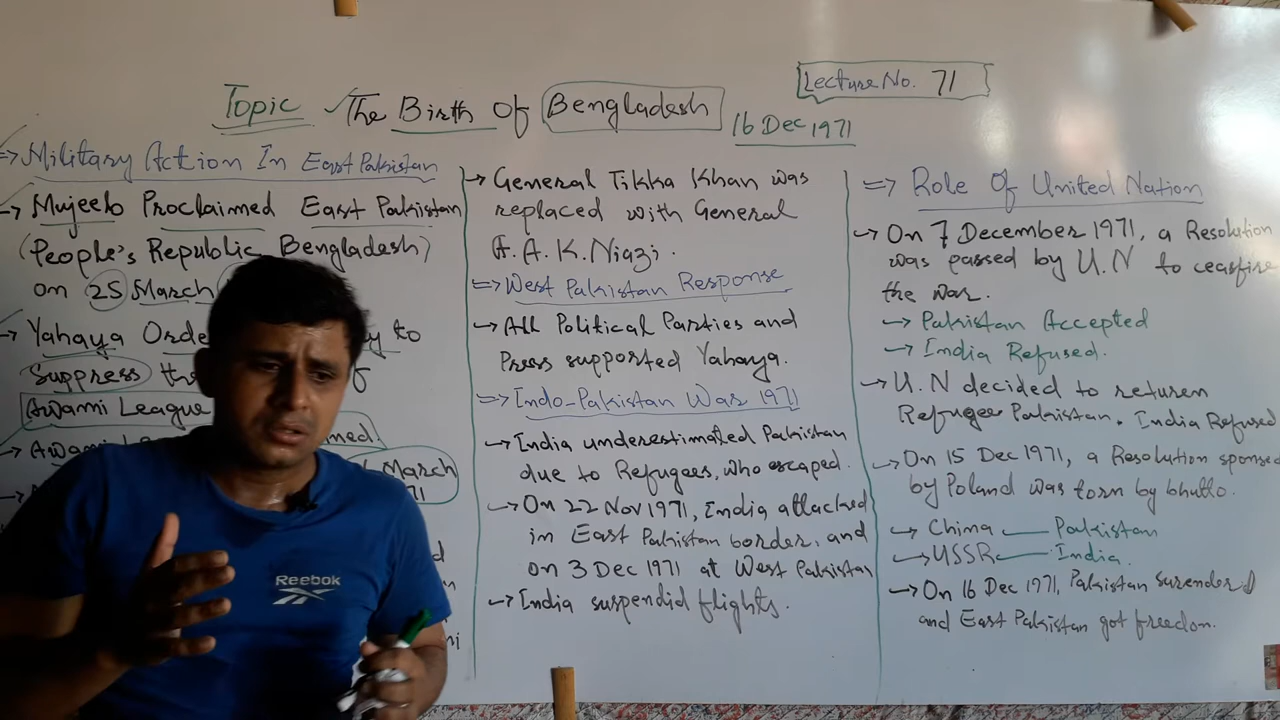 Lecture No. 71
Topic The Birth Of Bengladesh
16 Dec 1971
=> Military Action In East Pakistan
→ Mujeeb Proclaimed East Pakistan
(People's Republic Bengladesh)
on 25 March
→ Yahaya
to
Suppress
Awami League
med.
March
71
→ General Tikka Khan was
replaced with General
A. A. K. Niazi.
=> West Pakistan Response
→ All Political Parties and
Press supported Yahaya.
=> Indo-Pakistan War 1971
→ India underestimated Pakistan
due to Refugees, who escaped.
→ On 22 Nov 1971, India attacked
in East Pakistan border, and
on 3 Dec 1971 at West Pakistan
→ India suspendid flights.
=> Role Of United Nation
→ On 7 December 1971, a Resolution
was passed by U.N to ceasfire
the war.
→ Pakistan Accepted
→ India Refused.
→ U.N decided to returen
Refugee Pakistan. India Refused
→ On 15 Dec 1971, a Resolution sponsed
by Poland was torn by bhutto.
→ China — Pakistan
→ USSR — India.
→ On 16 Dec 1971, Pakistan surenderd
and East Pakistan got freedom.
Reebok